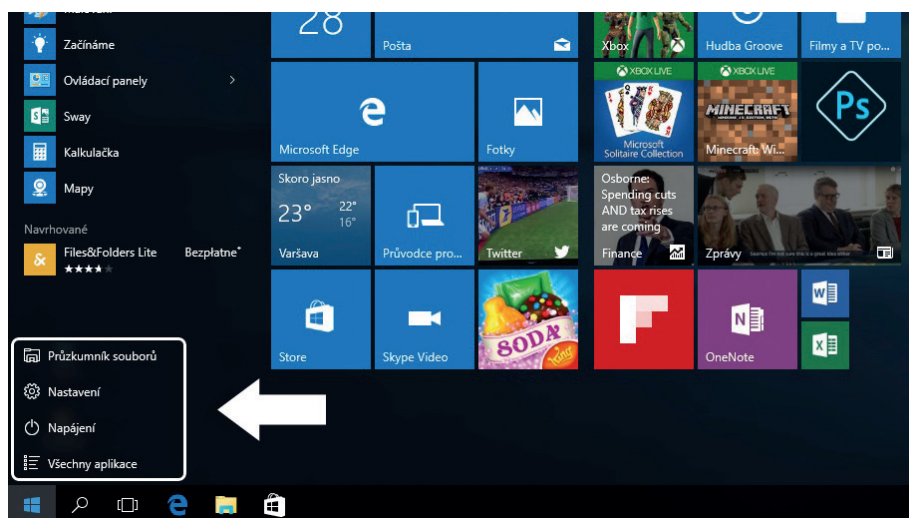 Začínáme
Ovládací panely
Sway
Kalkulačka
Mapy
Navrhované
Files&Folders Lite
Bezpłatne*
Průzkumník souborů
Nastavení
Napájení
Všechny aplikace
28
Pošta
Microsoft Edge
Fotky
Skoro jasno
23°
22°
16°
Varšava
Průvodce pro...
Twitter
Store
Skype Video
SODA
King
Xbox
Hudba Groove
Filmy a TV po...
XBOX LIVE
Microsoft
Solitaire Collection
XBOX LIVE
MINECRAFT
Minecraft: Wi...
Ps
Osborne:
Spending cuts
AND tax rises
are coming
Finance
Zprávy
OneNote